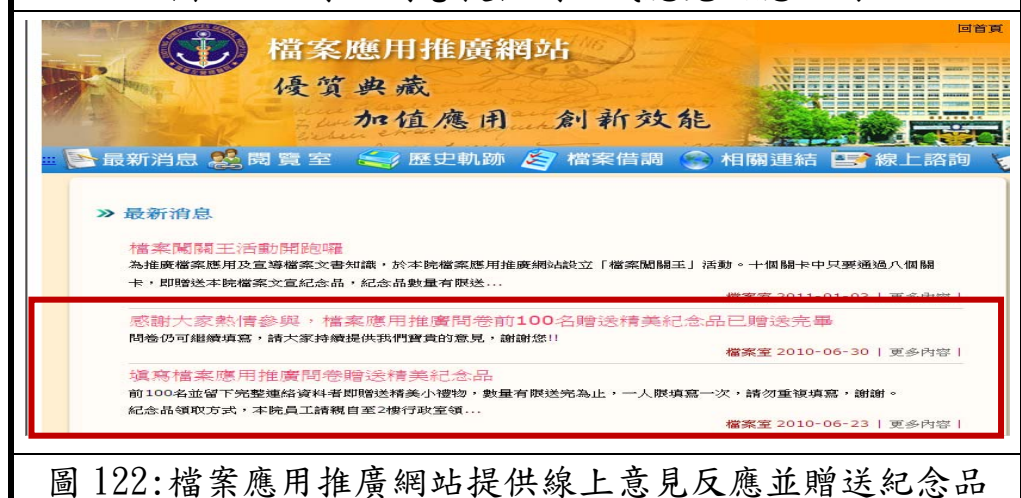 回首頁
檔案應用推廣網站
優質典藏
加值應用 創新效能
最新消息 閱覽室 歷史軌跡 檔案借調 相關連結 線上諮詢
» 最新消息
檔案闖關王活動開跑囉
為推廣檔案應用及宣導檔案文書知識，於本院檔案應用推廣網站設立「檔案闖關王」活動。十個關卡中只要通過八個關
卡，即贈送本院檔案文宣紀念品，紀念品數量有限送...
檔案室 2011-01-03 | 更多內容 |
感謝大家熱情參與，檔案應用推廣問卷前100名贈送精美紀念品已贈送完畢
問卷仍可繼續填寫，請大家持續提供我們寶貴的意見，謝謝您!!
檔案室 2010-06-30 | 更多內容 |
填寫檔案應用推廣問卷贈送精美紀念品
前100名並留下完整連絡資料者即贈送精美小禮物，數量有限送完為止，一人限填寫一次，請勿重複填寫，謝謝。
紀念品領取方式，本院員工請親自至2樓行政室領...
檔案室 2010-06-23 | 更多內容 |
圖 122:檔案應用推廣網站提供線上意見反應並贈送紀念品